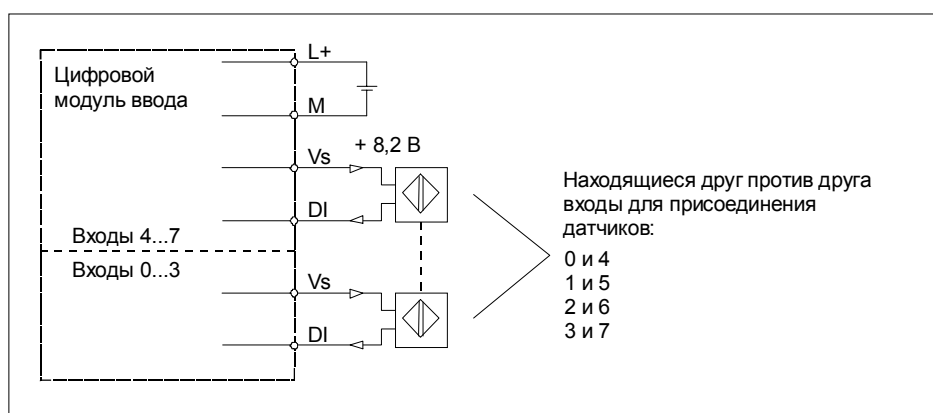 L+
Цифровой
модуль ввода
M
Vs
+ 8,2 В
DI
Входы 4...7
Входы 0...3
Vs
DI
Находящиеся друг против друга
входы для присоединения
датчиков:
0 и 4
1 и 5
2 и 6
3 и 7